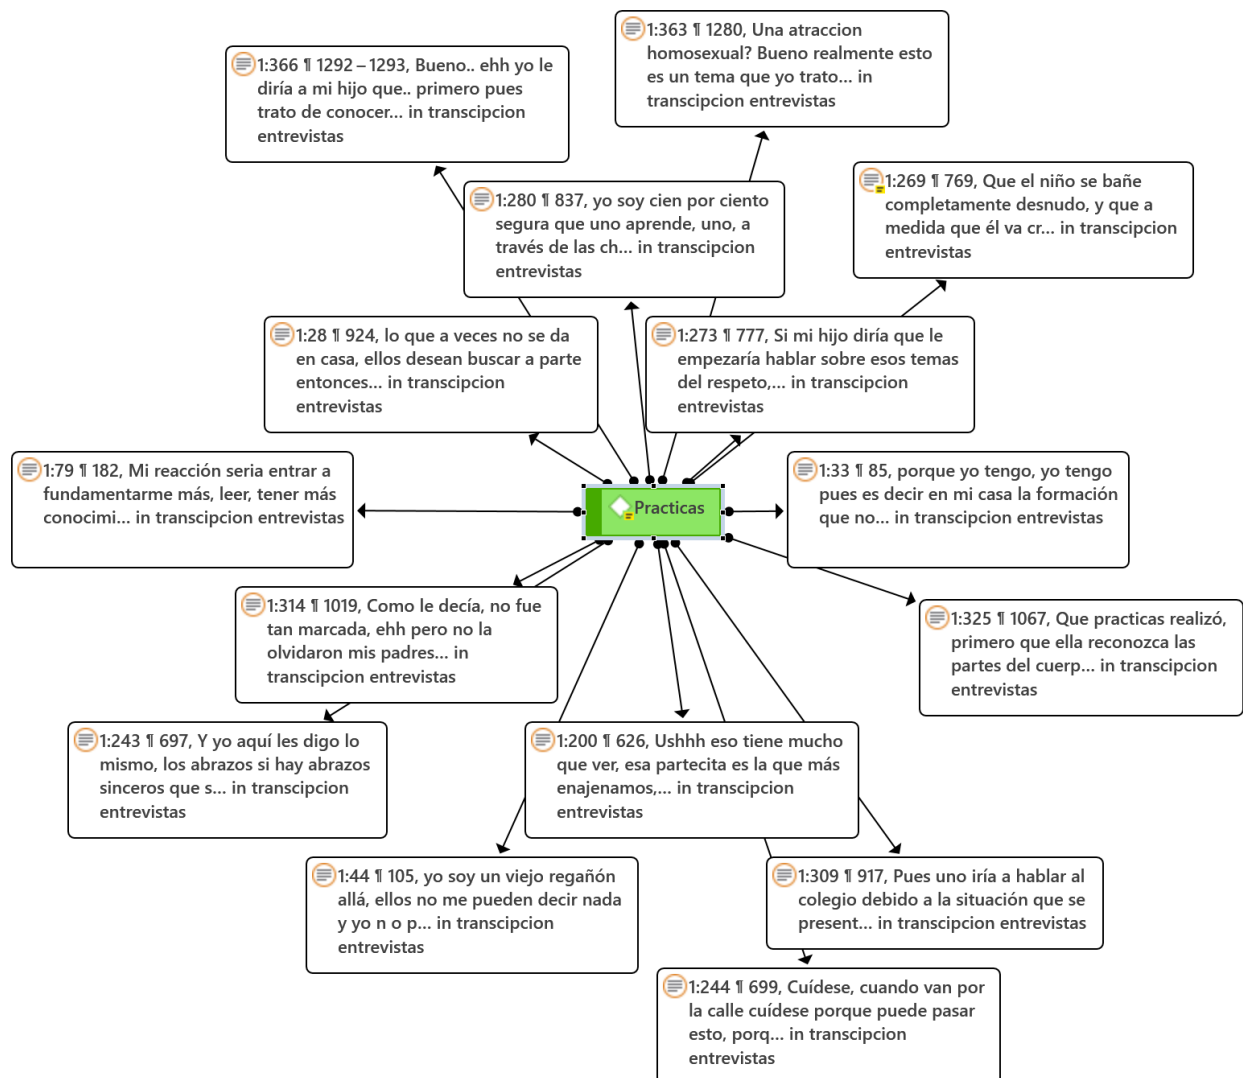 1:363 ¶ 1280, Una atraccion
homosexual? Bueno realmente esto
es un tema que yo trato... in
transcipcion entrevistas
1:366 ¶ 1292 – 1293, Bueno.. ehh yo le
diría a mi hijo que.. primero pues
trato de conocer... in transcipcion
entrevistas
1:269 ¶ 769, Que el niño se bañe
completamente desnudo, y que a
medida que él va cr... in transcipcion
entrevistas
1:280 ¶ 837, yo soy cien por ciento
segura que uno aprende, uno, a
través de las ch... in transcipcion
entrevistas
1:28 ¶ 924, lo que a veces no se da
en casa, ellos desean buscar a parte
entonces... in transcipcion
entrevistas
1:273 ¶ 777, Si mi hijo diría que le
empezaría hablar sobre esos temas
del respeto,... in transcipcion
entrevistas
1:79 ¶ 182, Mi reacción seria entrar a
fundamentarme más, leer, tener más
conocimi... in transcipcion entrevistas
Practicas
1:33 ¶ 85, porque yo tengo, yo tengo
pues es decir en mi casa la formación
que no... in transcipcion entrevistas
1:314 ¶ 1019, Como le decía, no fue
tan marcada, ehh pero no la
olvidaron mis padres... in
transcipcion entrevistas
1:325 ¶ 1067, Que practicas realizó,
primero que ella reconozca las
partes del cuerp... in transcipcion
entrevistas
1:243 ¶ 697, Y yo aquí les digo lo
mismo, los abrazos si hay abrazos
sinceros que s... in transcipcion
entrevistas
1:200 ¶ 626, Ushhh eso tiene mucho
que ver, esa partecita es la que más
enajenamos,... in transcipcion
entrevistas
1:44 ¶ 105, yo soy un viejo regañón
allá, ellos no me pueden decir nada
y yo n o p... in transcipcion
entrevistas
1:309 ¶ 917, Pues uno iría a hablar al
colegio debido a la situación que se
present... in transcipcion entrevistas
1:244 ¶ 699, Cuídese, cuando van por
la calle cuídese porque puede pasar
esto, porq... in transcipcion
entrevistas